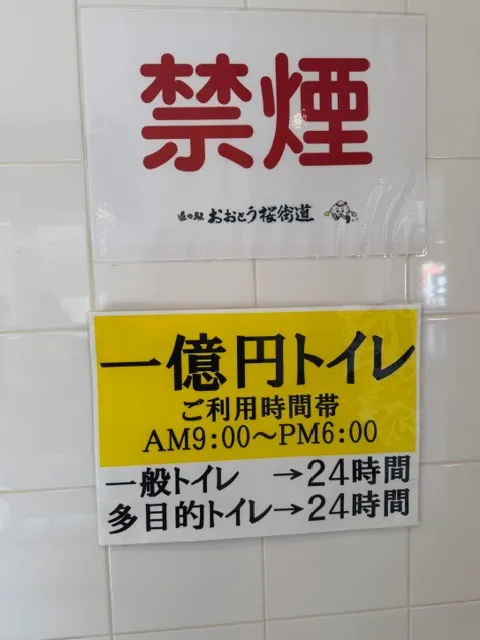 禁煙
道の駅 おおとう桜街道
一億円トイレ
ご利用時間帯
AM9:00～PM6:00
一般トイレ →24時間
多目的トイレ→24時間